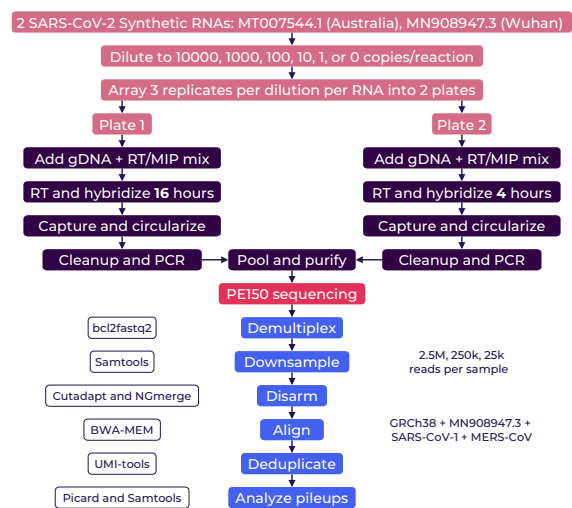 2 SARS-CoV-2 Synthetic RNAs: MT007544.1 (Australia), MN908947.3 (Wuhan)
Dilute to 10000, 1000, 100, 10, 1, or 0 copies/reaction
Array 3 replicates per dilution per RNA into 2 plates
Plate 1
Plate 2
Add gDNA + RT/MIP mix
Add gDNA + RT/MIP mix
RT and hybridize 16 hours
RT and hybridize 4 hours
Capture and circularize
Capture and circularize
Cleanup and PCR
Pool and purify
Cleanup and PCR
PE150 sequencing
bcl2fastq2
Demultiplex
Samtools
Downsample
2.5M, 250k, 25k
reads per sample
Cutadapt and NGmerge
Disarm
BWA-MEM
Align
GRCh38 + MN908947.3 +
SARS-CoV-1 + MERS-CoV
UMI-tools
Deduplicate
Picard and Samtools
Analyze pileups